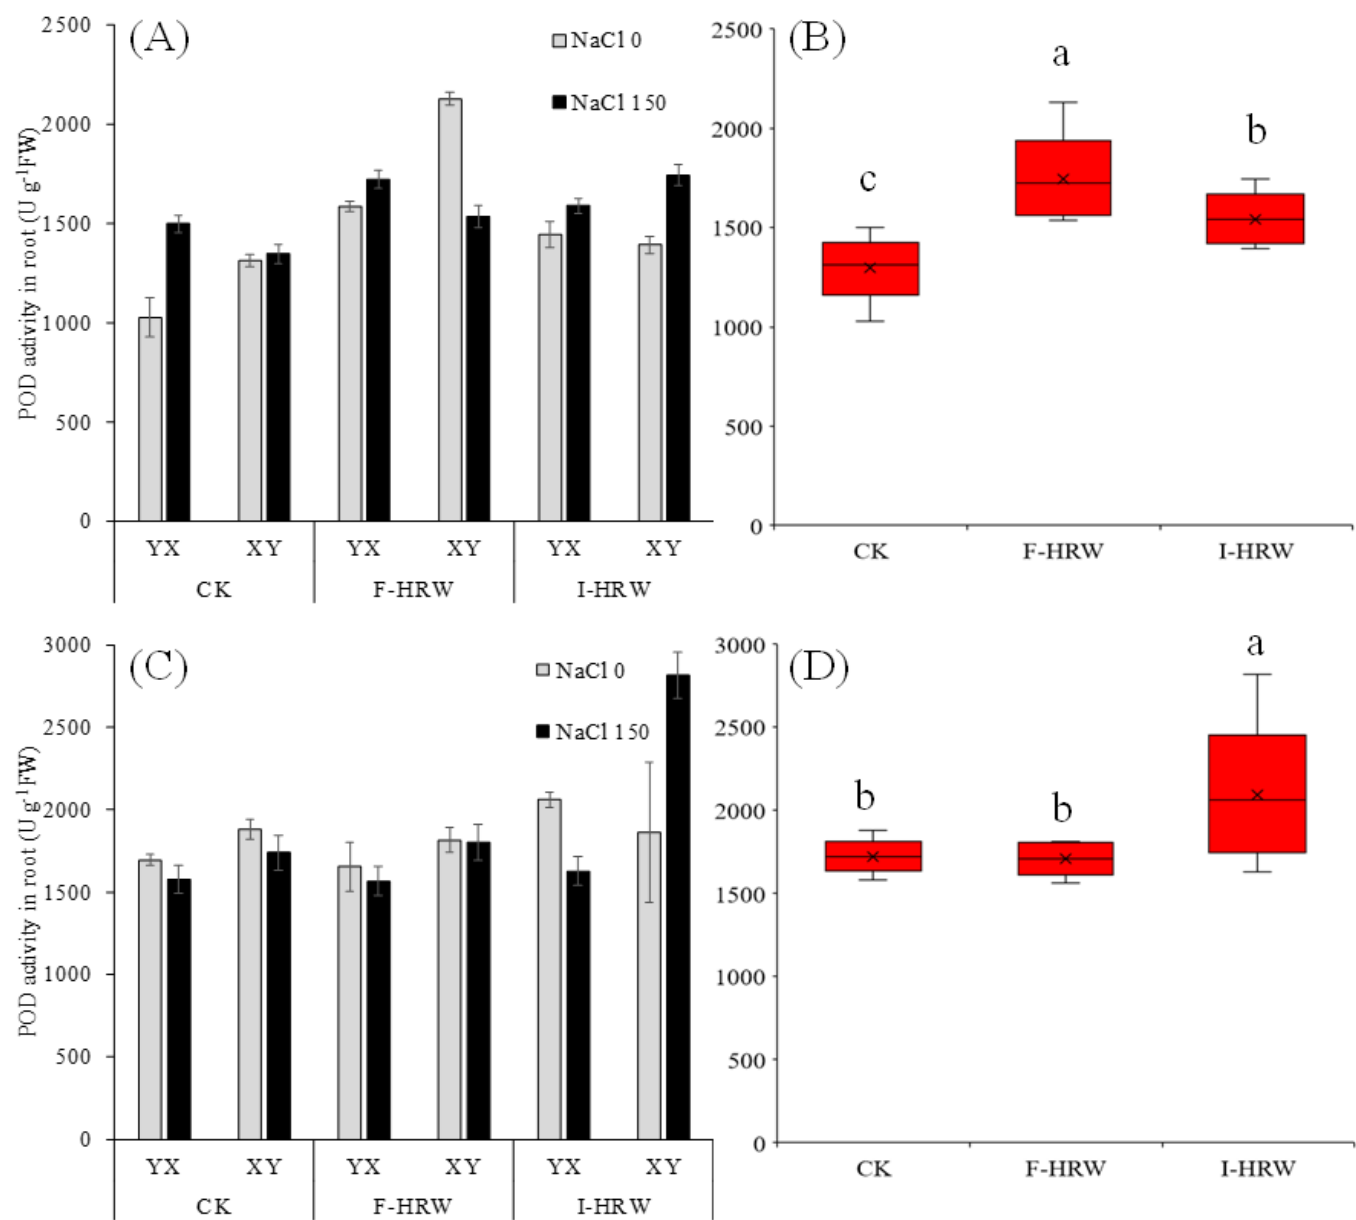 (A)
NaCl 0
NaCl 150
POD activity in root (U g-1FW)
2500
2000
1500
1000
500
0
YX XY YX XY YX XY
CK F-HRW I-HRW
(B)
2500
2000
1500
1000
500
0
c a b
CK F-HRW I-HRW
(C)
NaCl 0
NaCl 150
POD activity in root (U g-1FW)
3000
2500
2000
1500
1000
500
0
YX XY YX XY YX XY
CK F-HRW I-HRW
(D)
3000
2500
2000
1500
1000
500
0
b b a
CK F-HRW I-HRW